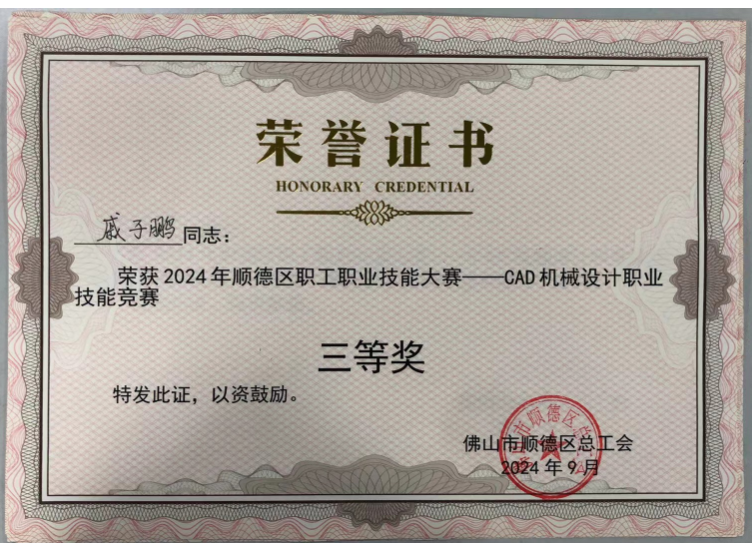 荣誉证书
HONORARY CREDENTIAL
戚子鹏同志：
荣获2024年顺德区职工职业技能大赛——CAD机械设计职业
技能竞赛
三等奖
特发此证，以资鼓励。
佛山市顺德区总工会
2024年9月